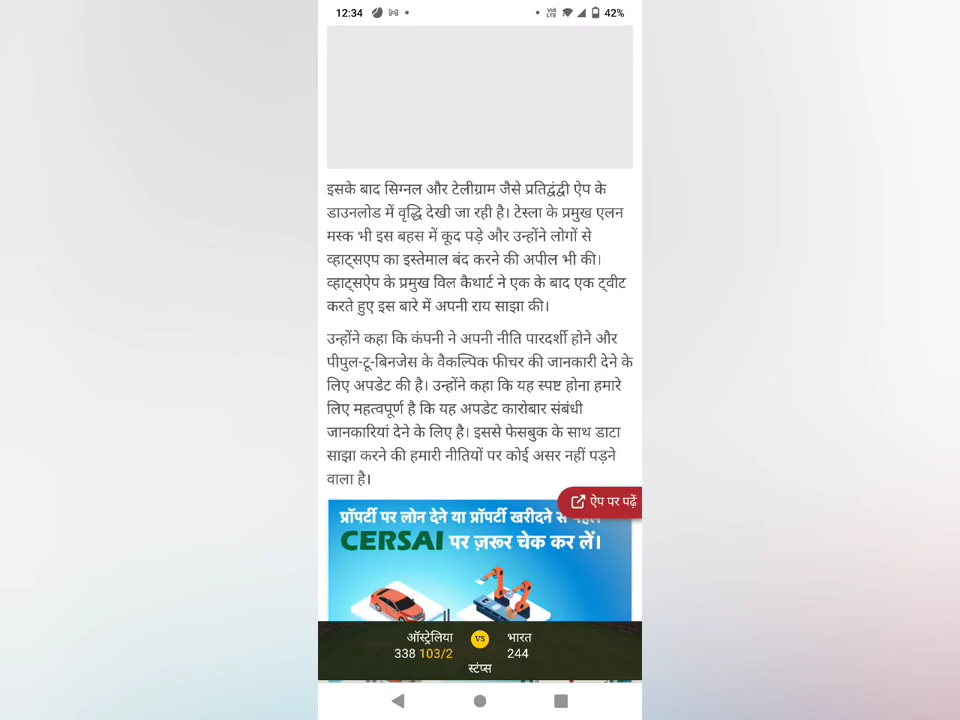 12:34
Vo) LTE
42%
इसके बाद सिग्नल और टेलीग्राम जैसे प्रतिद्वंद्वी ऐप के
डाउनलोड में वृद्धि देखी जा रही है। टेस्ला के प्रमुख एलन
मस्क भी इस बहस में कूद पड़े और उन्होंने लोगों से
व्हाट्सएप का इस्तेमाल बंद करने की अपील भी की।
व्हाट्सऐप के प्रमुख विल कैथार्ट ने एक के बाद एक ट्वीट
करते हुए इस बारे में अपनी राय साझा की।
उन्होंने कहा कि कंपनी ने अपनी नीति पारदर्शी होने और
पीपुल-टू-बिनजेस के वैकल्पिक फीचर की जानकारी देने के
लिए अपडेट की है। उन्होंने कहा कि यह स्पष्ट होना हमारे
लिए महत्वपूर्ण है कि यह अपडेट कारोबार संबंधी
जानकारियां देने के लिए है। इससे फेसबुक के साथ डाटा
साझा करने की हमारी नीतियों पर कोई असर नहीं पड़ने
वाला है।
ऐप पर पढ़ें
प्रॉपर्टी पर लोन देने या प्रॉपर्टी खरीदने से
CERSAI पर ज़रूर चेक कर लें।
ऑस्ट्रेलिया VS भारत
338 103/2 244
स्टंप्स